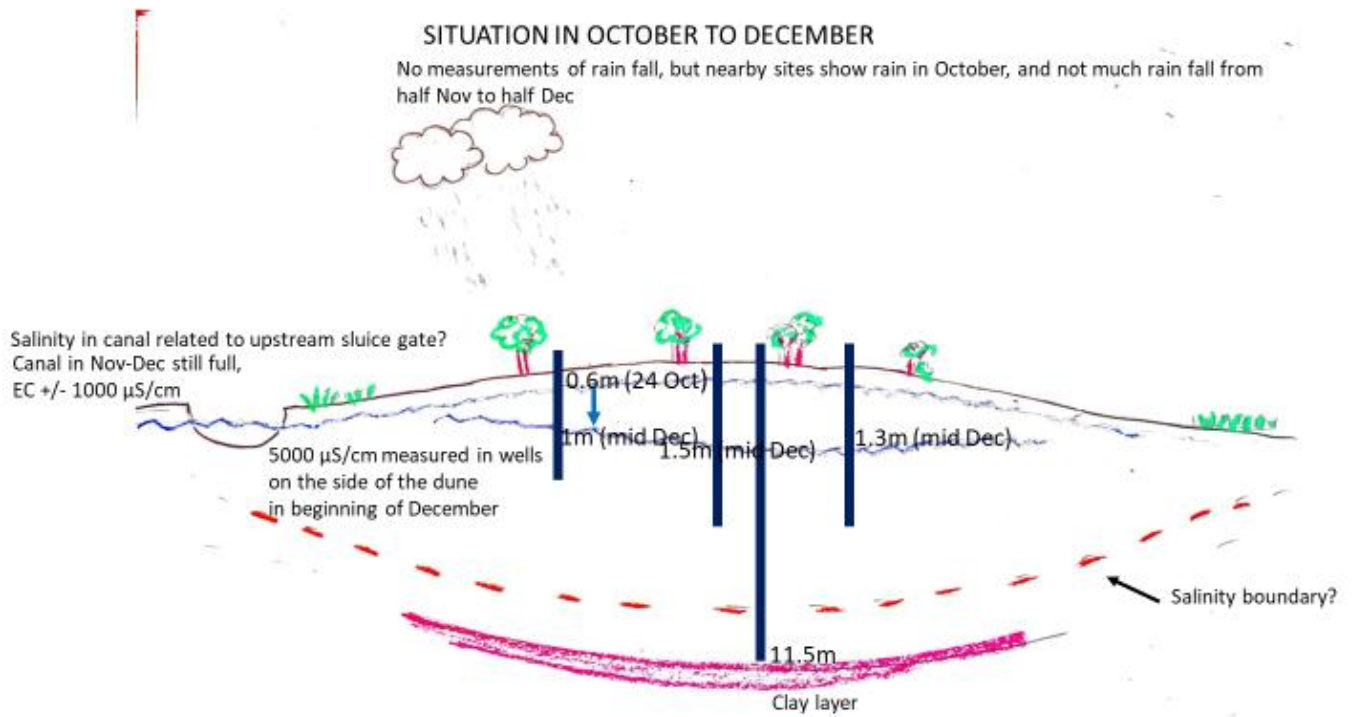 SITUATION IN OCTOBER TO DECEMBER
No measurements of rain fall, but nearby sites show rain in October, and not much rain fall from
half Nov to half Dec
Salinity in canal related to upstream sluice gate?
Canal in Nov-Dec still full,
EC +/- 1000 µS/cm
0.6m (24 Oct)
1m (mid Dec)
1.5m (mid Dec)
1.3m (mid Dec)
5000 µS/cm measured in wells
on the side of the dune
in beginning of December
Salinity boundary?
11.5m
Clay layer